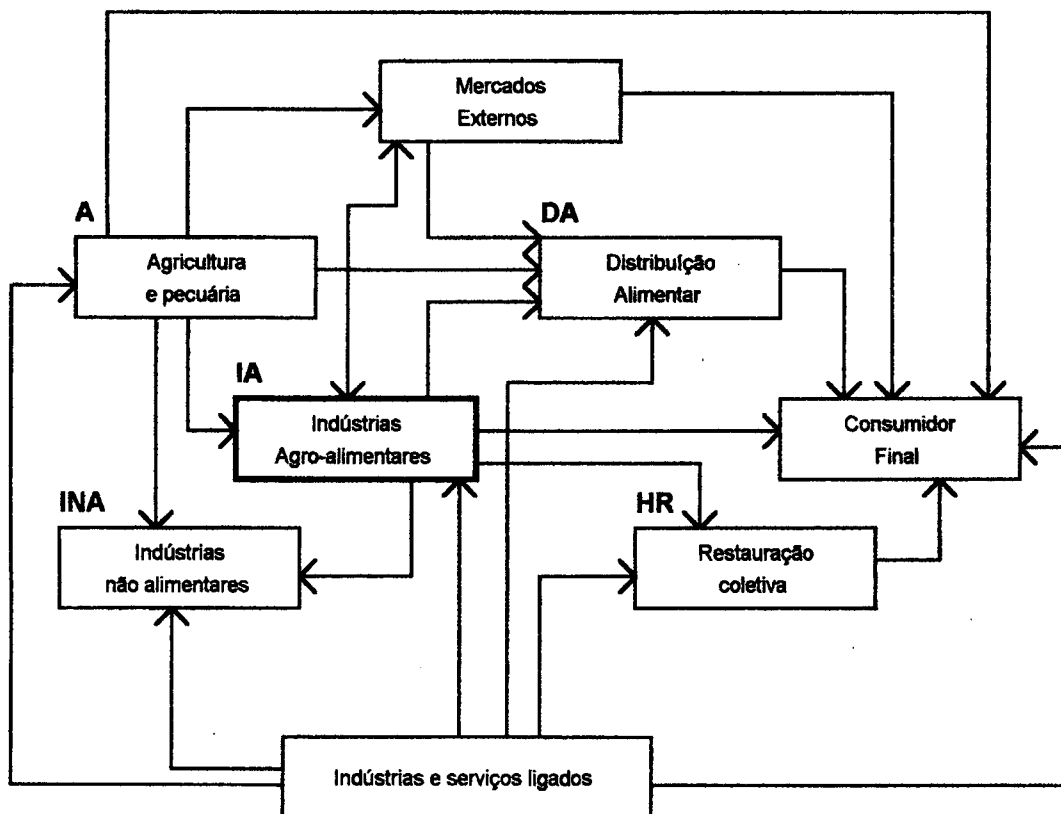 Mercados
Externos
A
DA
Agricultura
e pecuária
Distribuíção
Alimentar
IA
Indústrias
Agro-alimentares
Consumidor
Final
INA
HR
Indústrias
não alimentares
Restauração
coletiva
Indústrias e serviços ligados